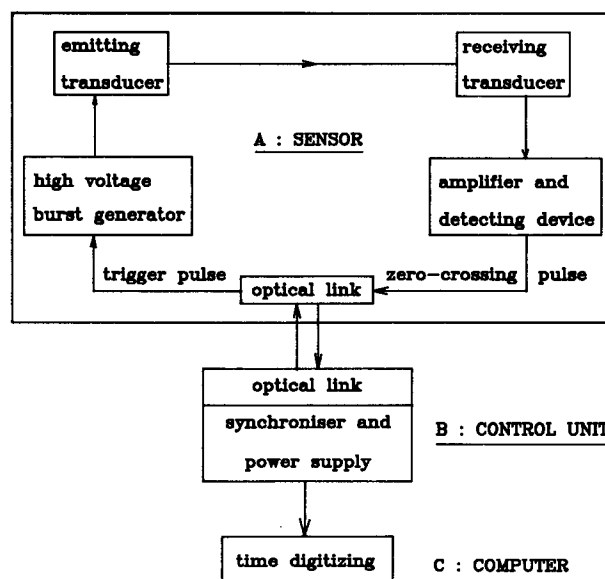 emitting
transducer
receiving
transducer
A : SENSOR
high voltage
burst generator
amplifier and
detecting device
trigger pulse
zero-crossing pulse
optical link
optical link
synchroniser and
power supply
B : CONTROL UNIT
time digitizing
C : COMPUTER